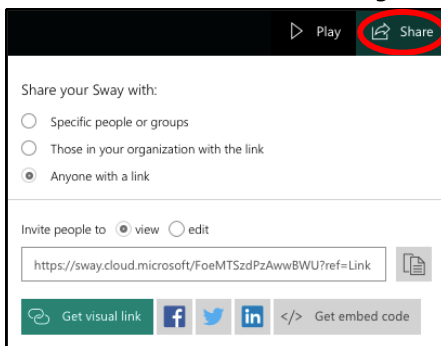 Play Share
Share your Sway with:
Specific people or groups
Those in your organization with the link
Anyone with a link
Invite people to view edit
https://sway.cloud.microsoft/FoeMTSzdPzAwwBWU?ref=Link
Get visual link f in </> Get embed code